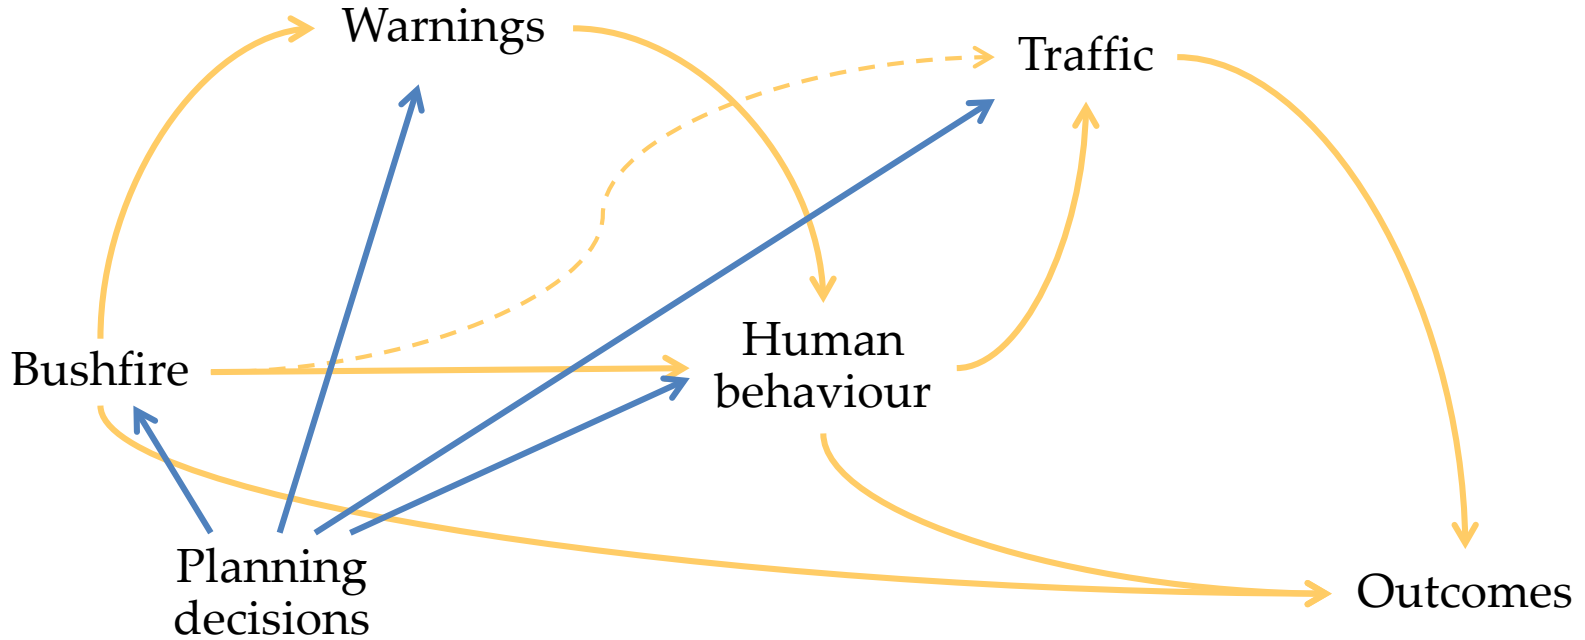 Warnings
Traffic
Human
behaviour
Bushfire
Planning
decisions
Outcomes